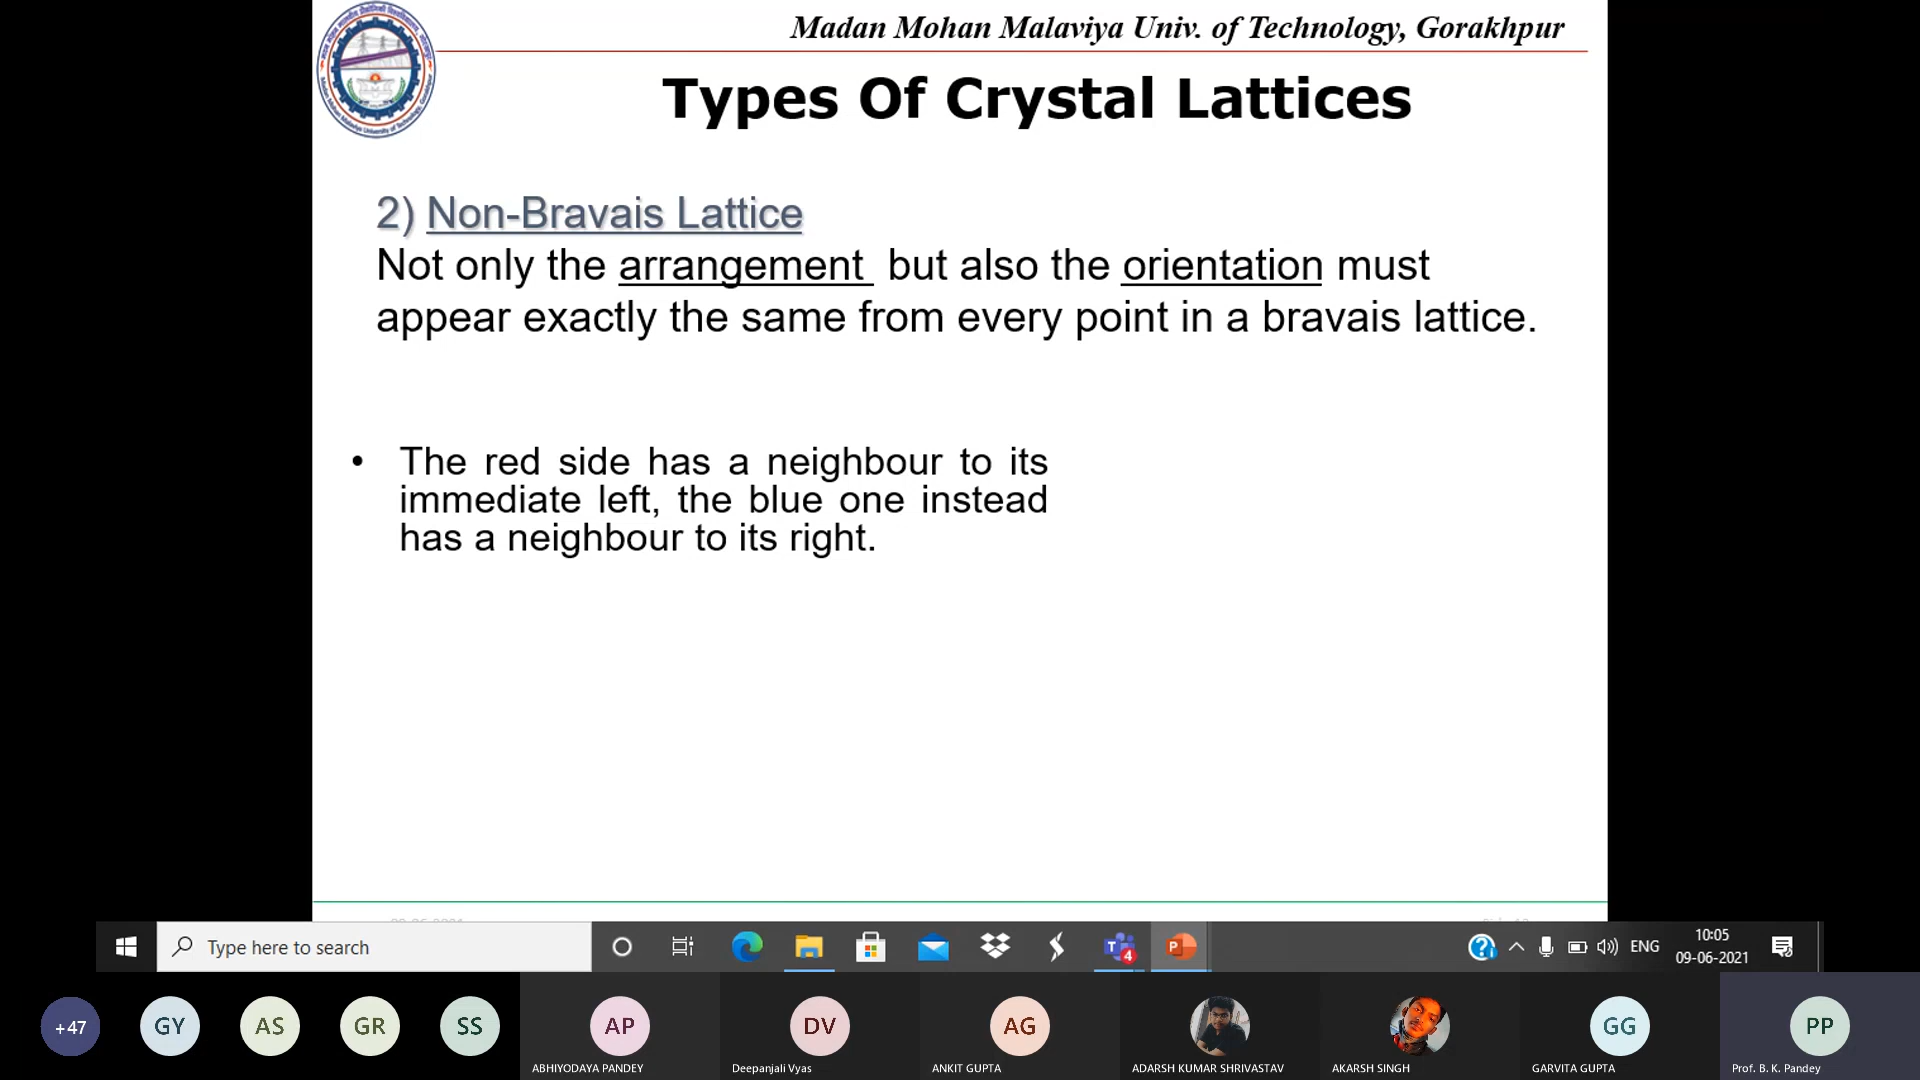 Madan Mohan Malaviya Univ. of Technology, Gorakhpur
Types Of Crystal Lattices
2) Non-Bravais Lattice
Not only the arrangement but also the orientation must
appear exactly the same from every point in a bravais lattice.
• The red side has a neighbour to its
immediate left, the blue one instead
has a neighbour to its right.
Type here to search
4
ENG
10:05
09-06-2021
+47
GY
AS
GR
SS
AP
DV
AG
GG
PP
ABHIYODAYA PANDEY
Deepanjali Vyas
ANKIT GUPTA
ADARSH KUMAR SHRIVASTAV
AKARSH SINGH
GARVITA GUPTA
Prof. B. K. Pandey